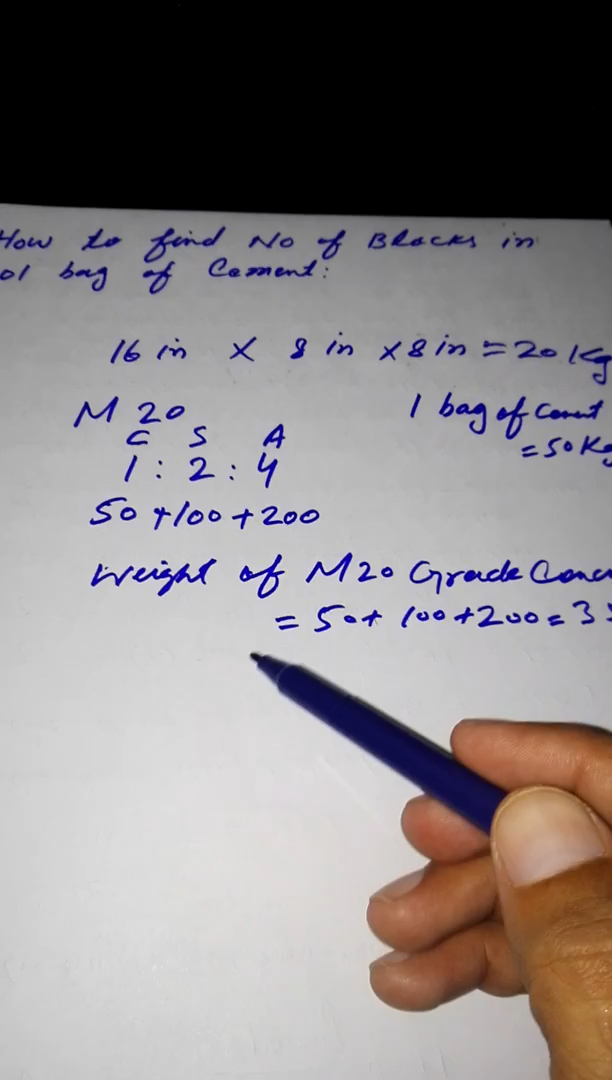 How to find No of Blocks in
01 bag of Cement:
16 in X 8 in x 8 in = 20 Kg
M 20
1 bag of Cement
= 50 Kg
C S A
1 : 2 : 4
50 + 100 + 200
Weight of M20 Grade Conc
= 50 + 100 + 200 = 3